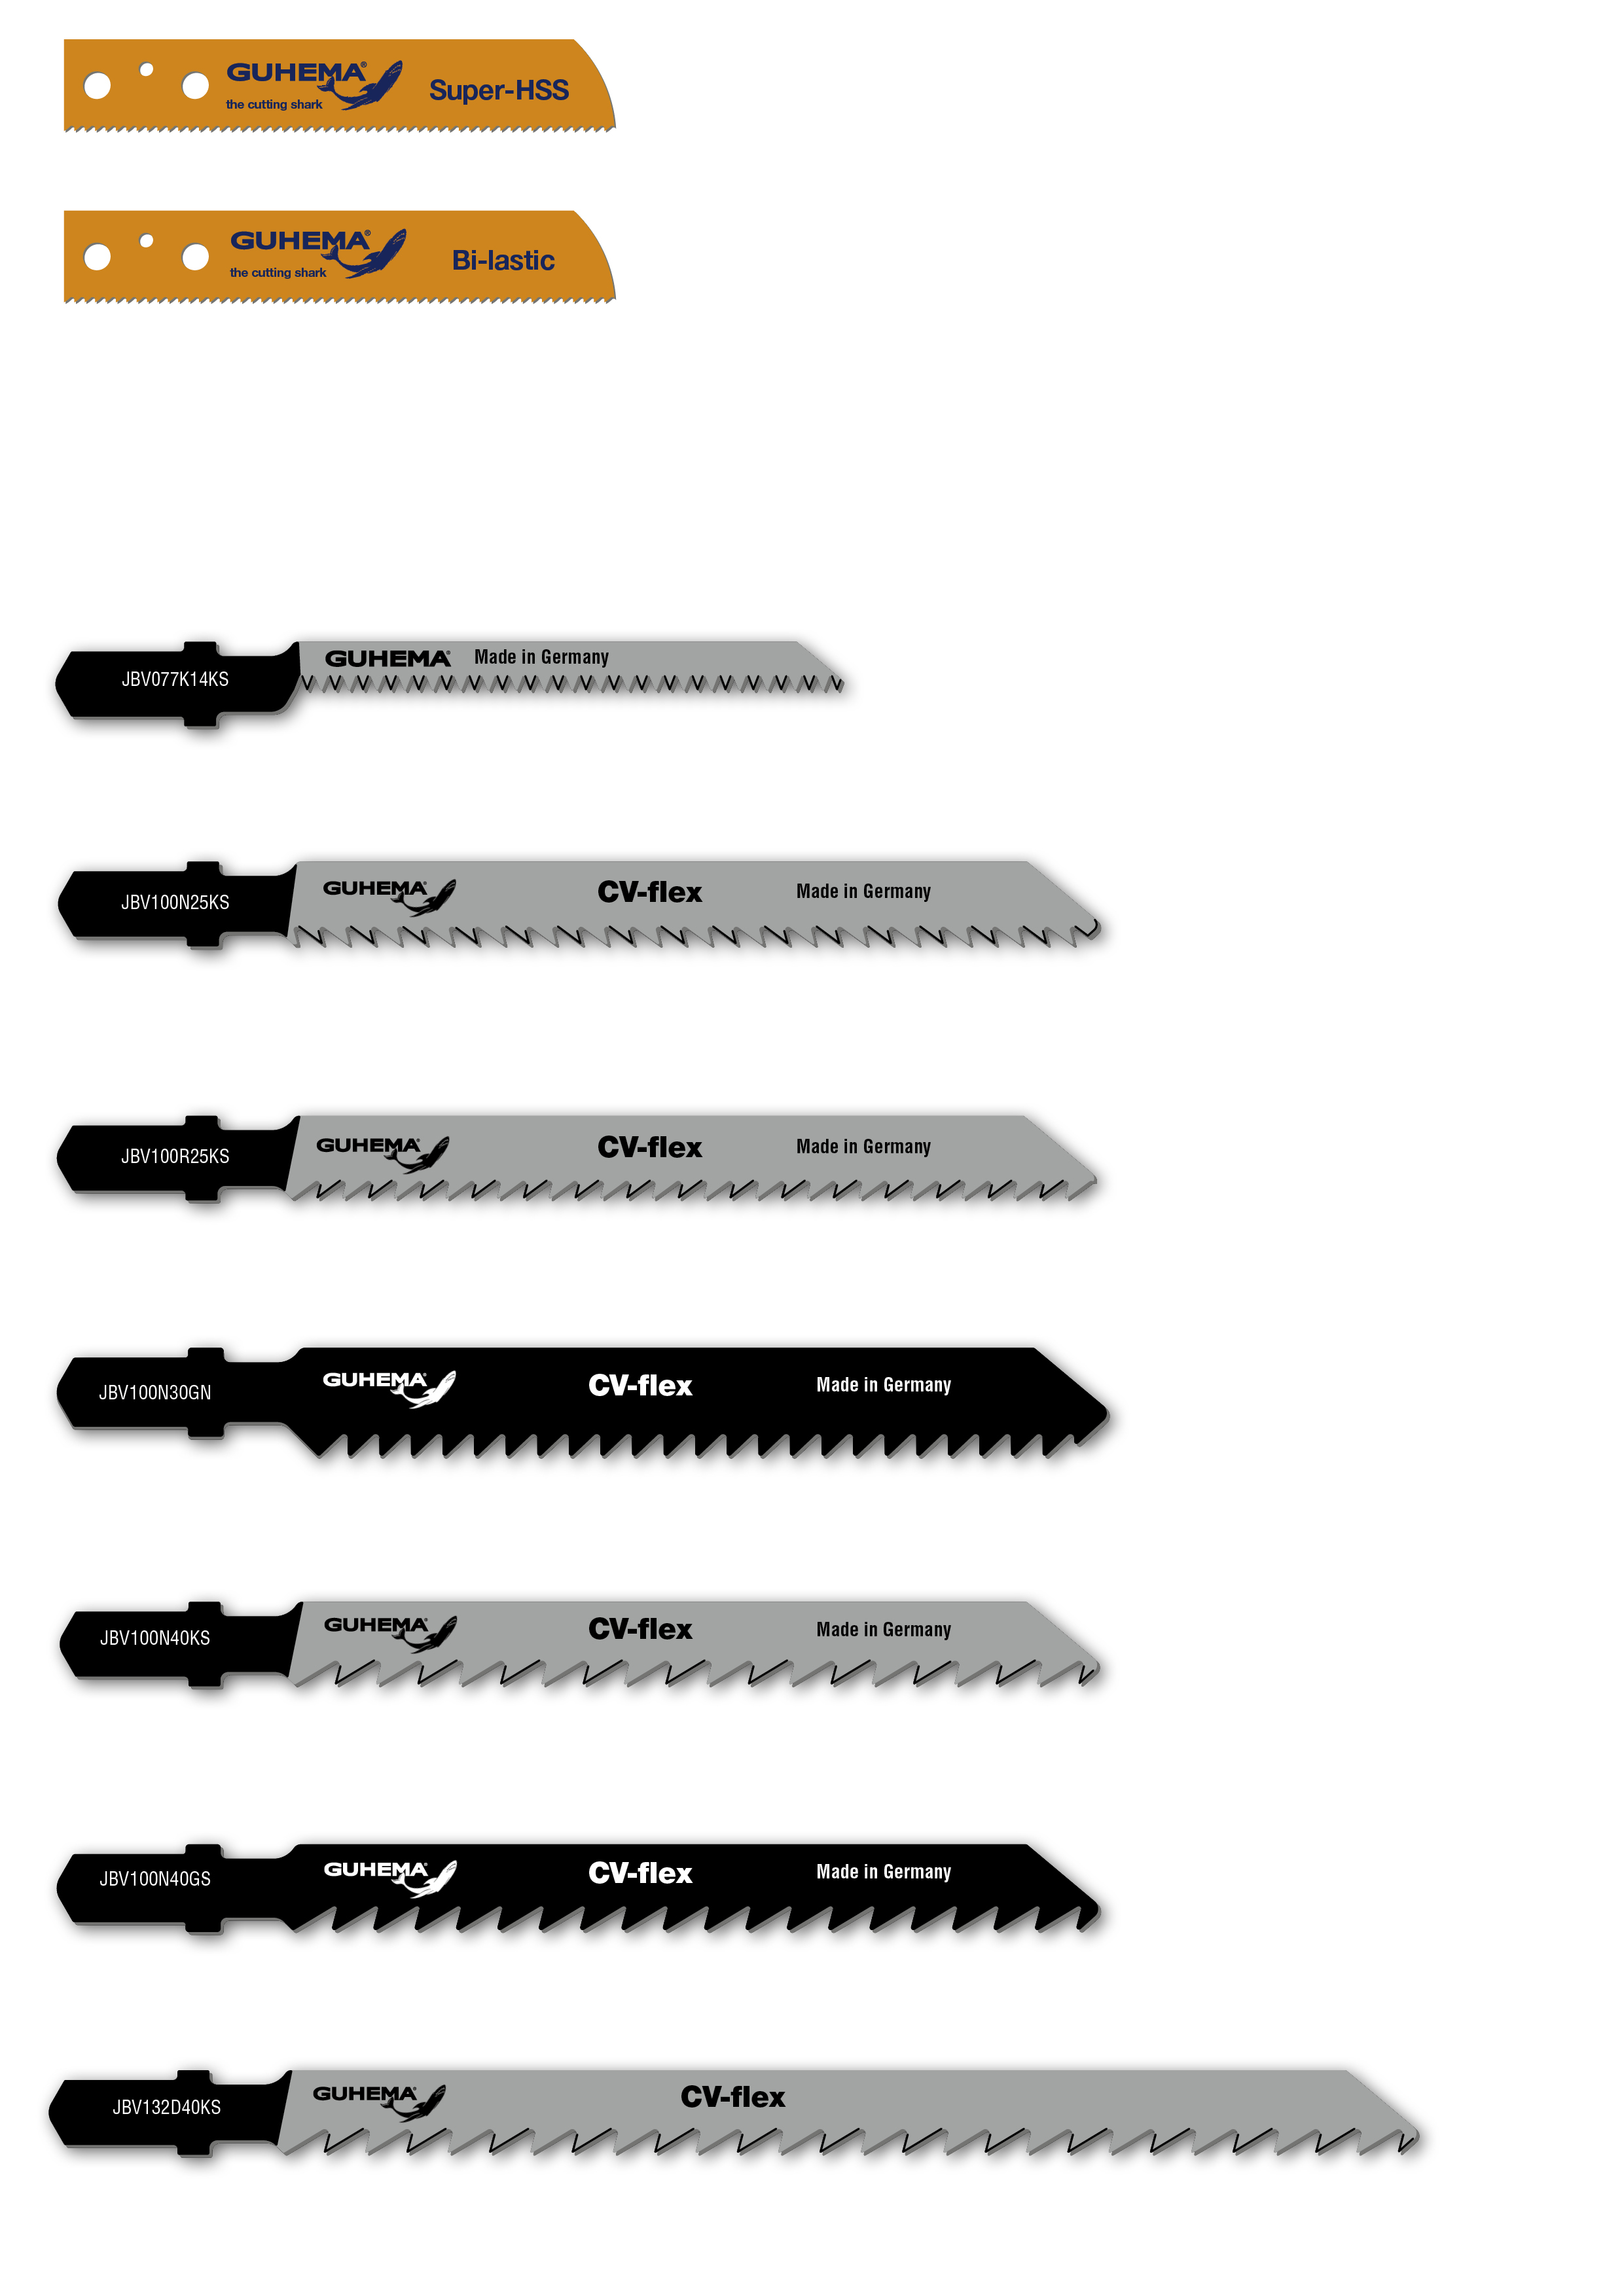 GUHEMA®
the cutting shark
Super-HSS
GUHEMA®
the cutting shark
Bi-lastic
JBV077K14KS GUHEMA® Made in Germany
JBV100N25KS GUHEMA® CV-flex Made in Germany
JBV100R25KS GUHEMA® CV-flex Made in Germany
JBV100N30GN GUHEMA® CV-flex Made in Germany
JBV100N40KS GUHEMA® CV-flex Made in Germany
JBV100N40GS GUHEMA® CV-flex Made in Germany
JBV132D40KS GUHEMA® CV-flex